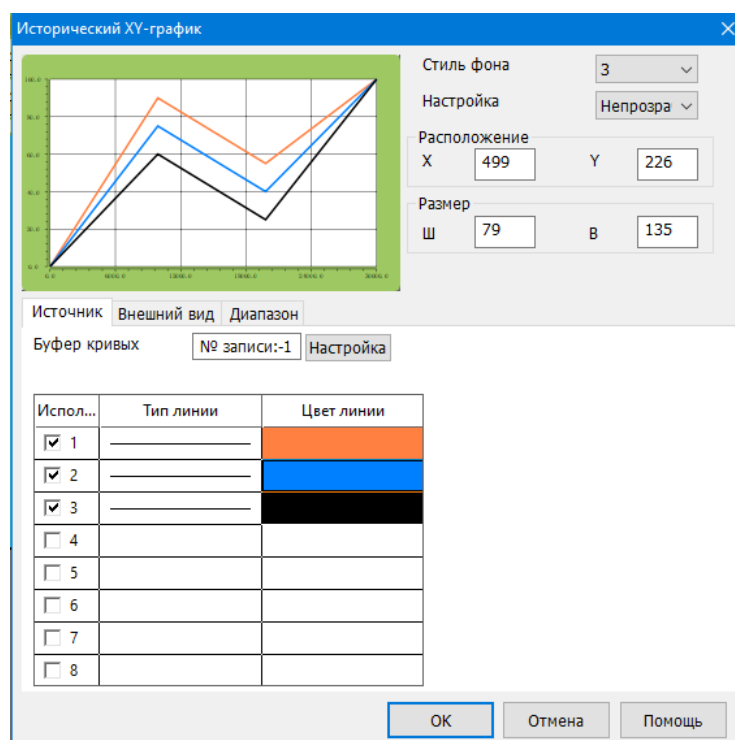 Исторический XY-график
Стиль фона
3
Настройка
Непрозра
Расположение
X 499 Y 226
Размер
Ш 79 В 135
Источник Внешний вид Диапазон
Буфер кривых № записи:-1 Настройка
Испол... Тип линии Цвет линии
1
2
3
4
5
6
7
8
OK Отмена Помощь